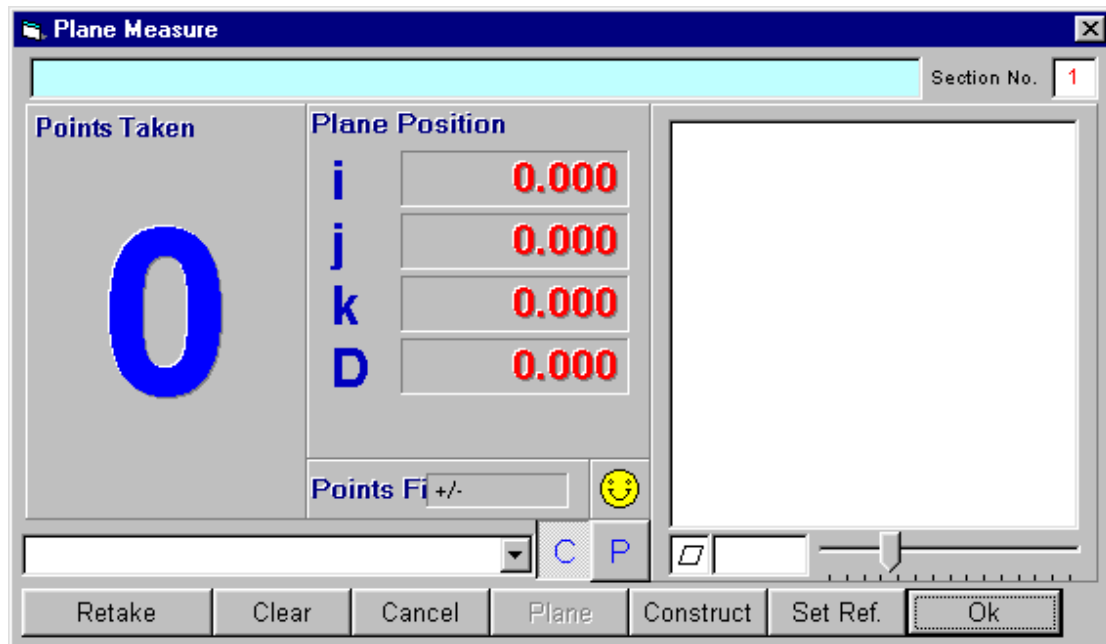 Plane Measure
Section No. 1
Points Taken
0
Plane Position
i 0.000
j 0.000
k 0.000
D 0.000
Points Fi +/-
C P
Retake Clear Cancel Plane Construct Set Ref. Ok